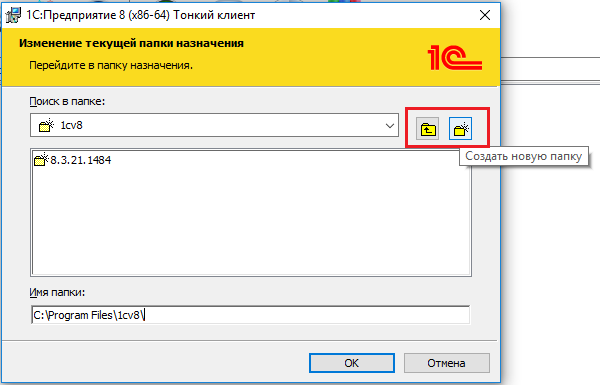 1С:Предприятие 8 (x86-64) Тонкий клиент
Изменение текущей папки назначения
Перейдите в папку назначения.
1С
Поиск в папке:
1cv8
Создать новую папку
8.3.21.1484
Имя папки:
C:\Program Files\1cv8\
OK
Отмена